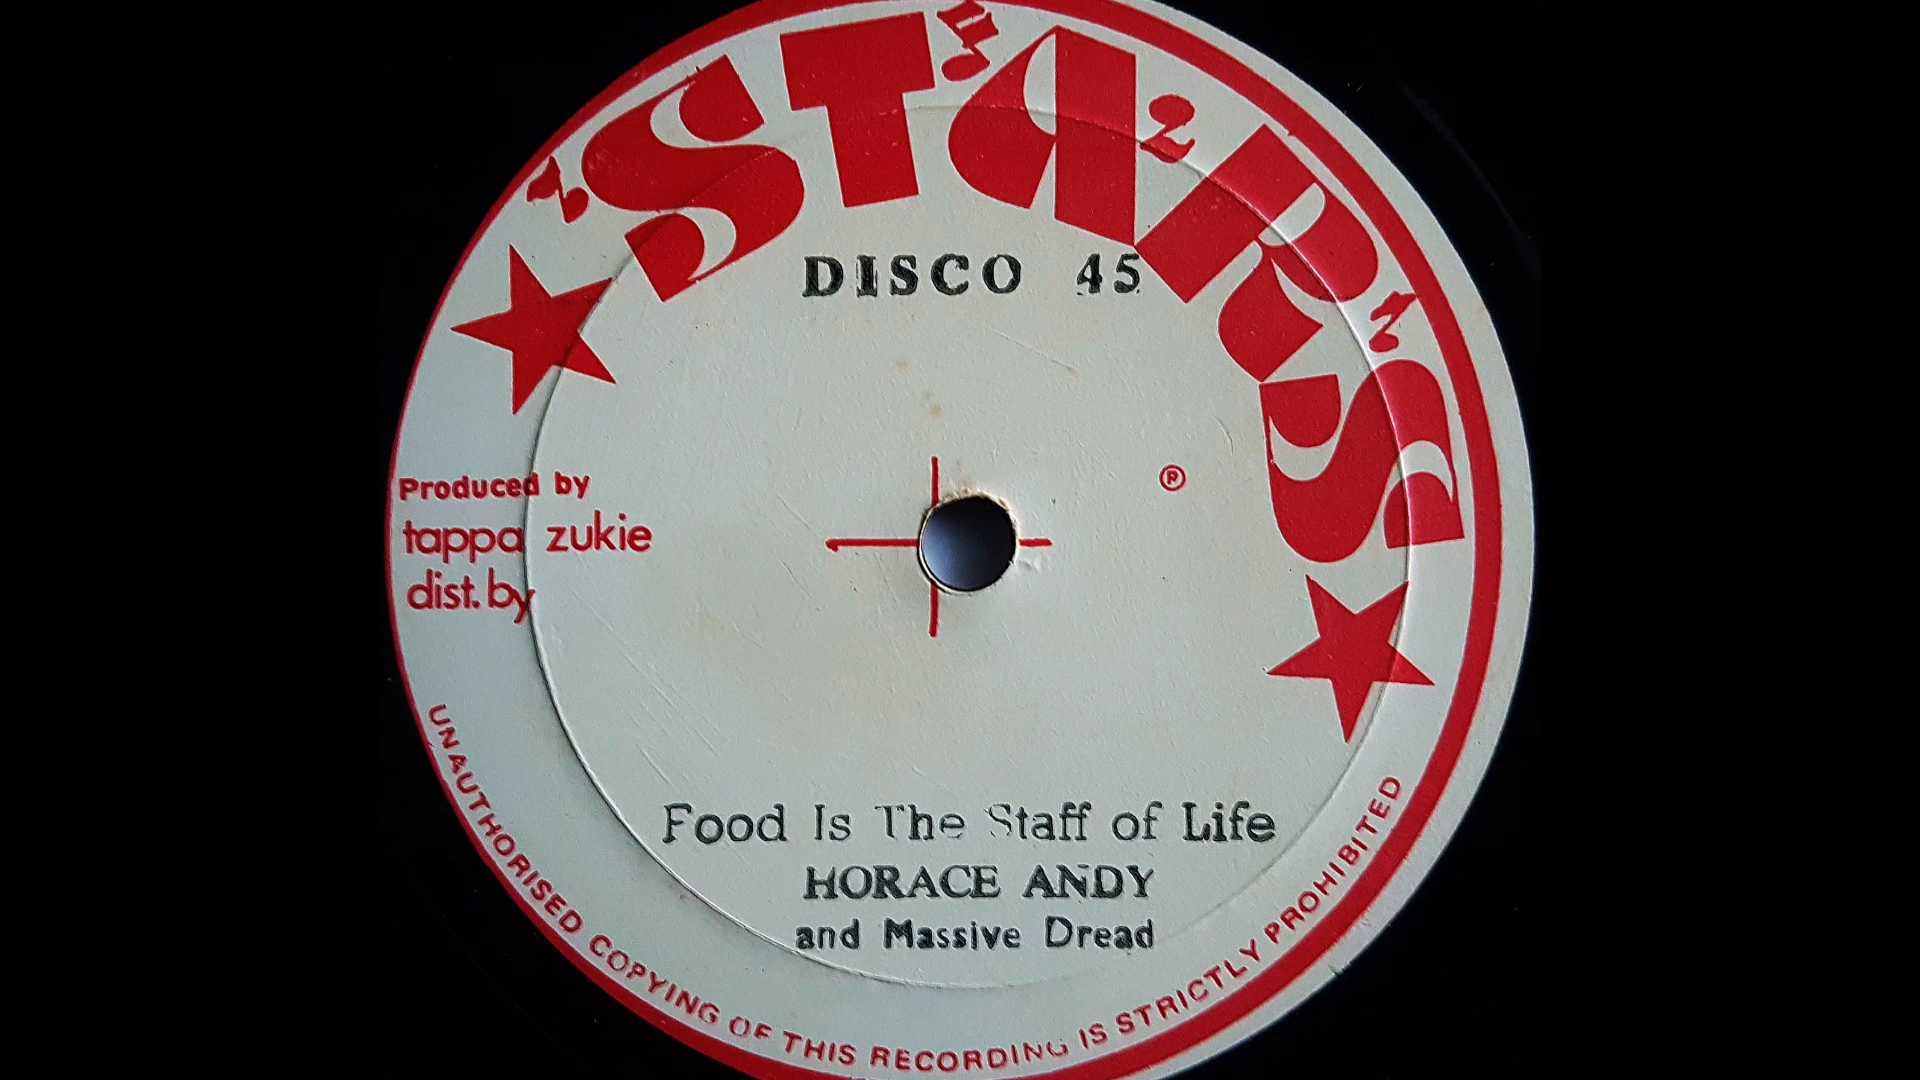 STARS
DISCO 45
℗
Produced by
tappa zukie
dist. by
Food Is The Staff of Life
HORACE ANDY
and Massive Dread
UNAUTHORISED COPYING OF THIS RECORDING IS STRICTLY PROHIBITED